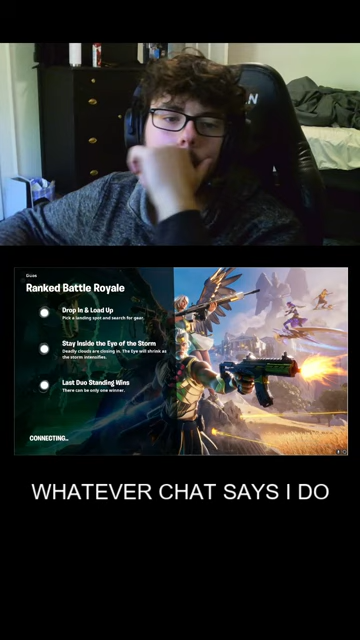 Duos
Ranked Battle Royale
Drop In & Load Up
Pick a landing spot and search for gear.
Stay Inside the Eye of the Storm
Deadly clouds are closing in. The Eye will shrink as
the storm intensifies.
Last Duo Standing Wins
There can be only one winner.
CONNECTING..
WHATEVER CHAT SAYS I DO